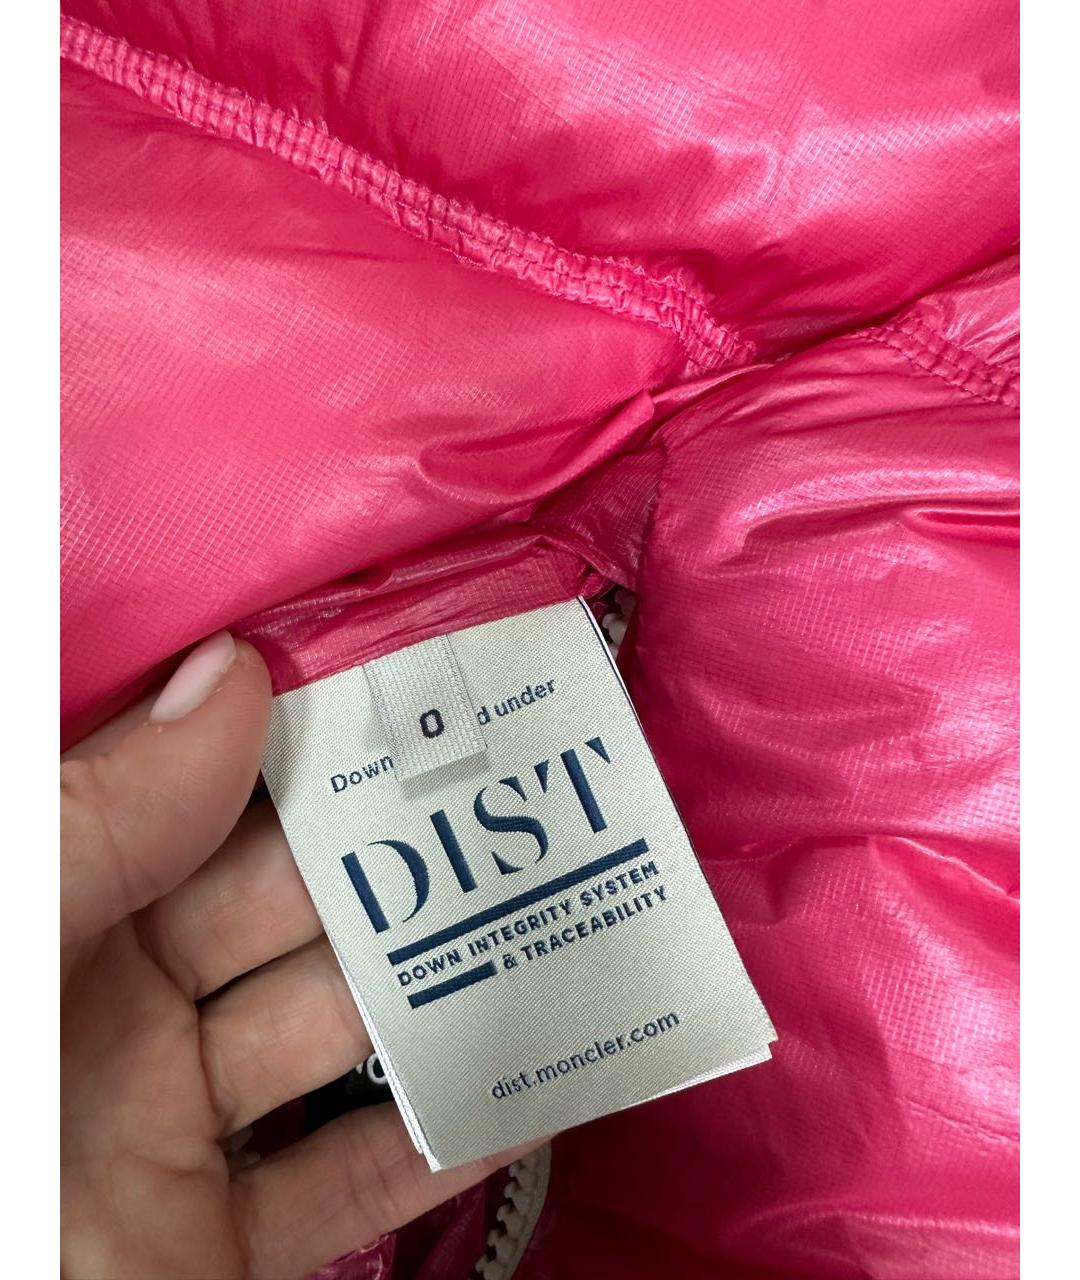 0
Down d under
DIST
DOWN INTEGRITY SYSTEM
& TRACEABILITY
dist.moncler.com